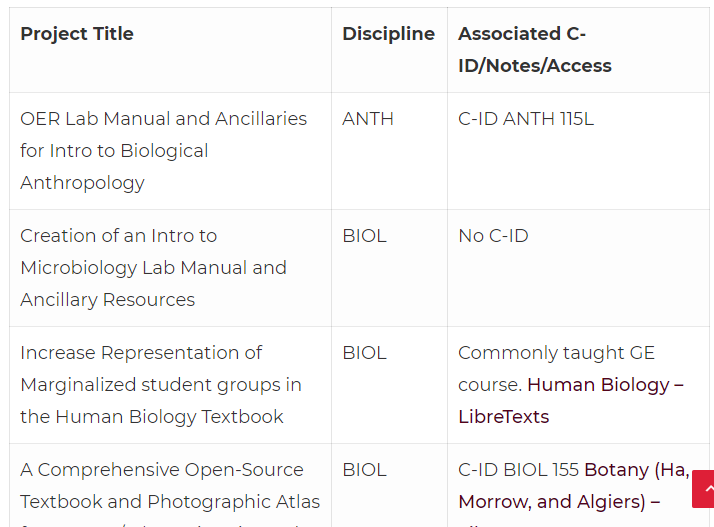 Project Title
Discipline
Associated C-
ID/Notes/Access
OER Lab Manual and Ancillaries
for Intro to Biological
Anthropology
ANTH
C-ID ANTH 115L
Creation of an Intro to
Microbiology Lab Manual and
Ancillary Resources
BIOL
No C-ID
Increase Representation of
Marginalized student groups in
the Human Biology Textbook
BIOL
Commonly taught GE
course. Human Biology –
LibreTexts
A Comprehensive Open-Source
Textbook and Photographic Atlas
BIOL
C-ID BIOL 155 Botany (Ha,
Morrow, and Algiers) –